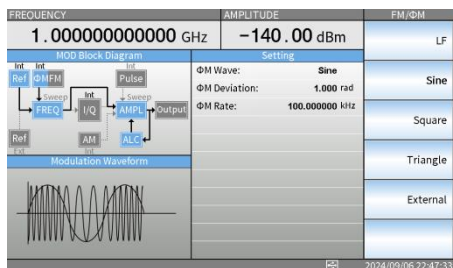 FREQUENCY AMPLITUDE FM/ΦM
1.000000000000 GHz -140.00 dBm
LF
MOD Block Diagram Setting
Int Int Int
Ref ΦM FM Pulse
ΦM Wave: Sine
Sine
Sweep Int Sweep
FREQ I/Q AMPL Output
ΦM Deviation: 1.000 rad
ΦM Rate: 100.000000 kHz
Square
Ref AM ALC
Ext Int
Modulation Waveform
Triangle
External
2024/09/06 22:47:33